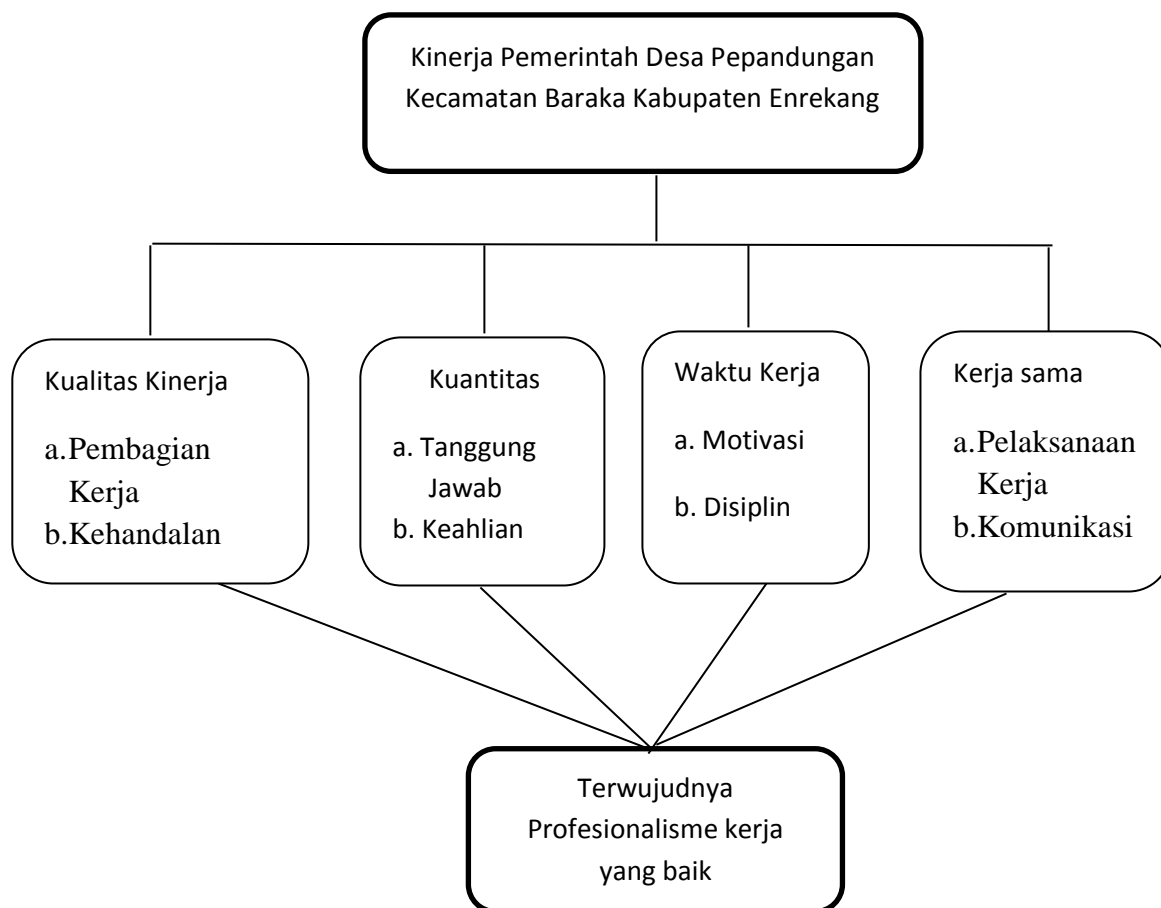 Kinerja Pemerintah Desa Pepandungan
Kecamatan Baraka Kabupaten Enrekang
Kualitas Kinerja
a.Pembagian
Kerja
b.Kehandalan
Kuantitas
a. Tanggung
Jawab
b. Keahlian
Waktu Kerja
a. Motivasi
b. Disiplin
Kerja sama
a.Pelaksanaan
Kerja
b.Komunikasi
Terwujudnya
Profesionalisme kerja
yang baik